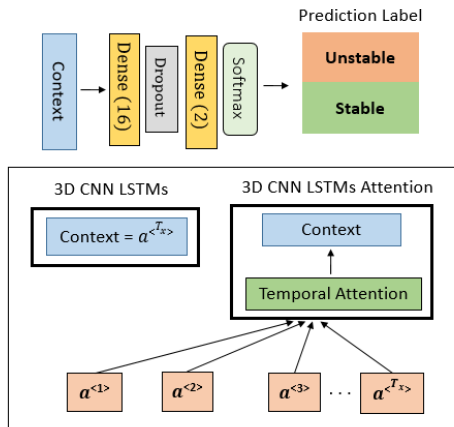 Prediction Label
Context
Dense (16)
Dropout
Dense (2)
Softmax
Unstable
Stable
3D CNN LSTMs
3D CNN LSTMs Attention
Context = a<Tx>
Context
Temporal Attention
a<1>
a<2>
a<3>
· · ·
a<Tx>